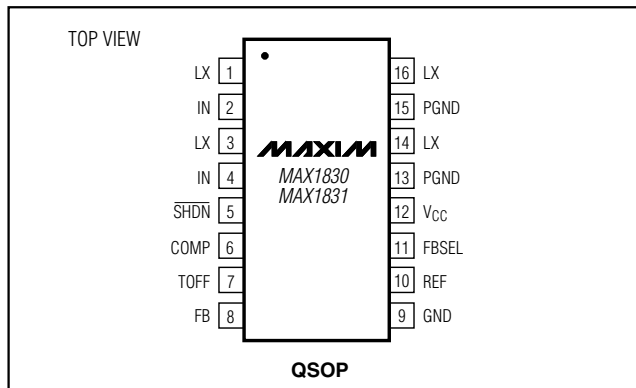 TOP VIEW
LX 1
IN 2
LX 3
IN 4
SHDN 5
COMP 6
TOFF 7
FB 8
MAXIM
MAX1830
MAX1831
16 LX
15 PGND
14 LX
13 PGND
12 VCC
11 FBSEL
10 REF
9 GND
QSOP